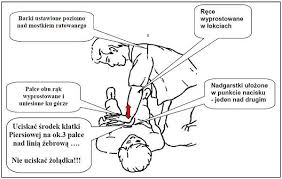 Barki ustawione poziomo
nad mostkiem ratowanego
Ręce
wyprostowane
w łokciach
Palce obu rąk
wyprostowane i
uniesione ku górze
Nadgarstki ułożone
w punkcie nacisku
- jeden nad drugim
Uciskać środek klatki
Piersiowej na ok.3 palce
nad linią żebrową ….
Nie uciskać żołądka!!!